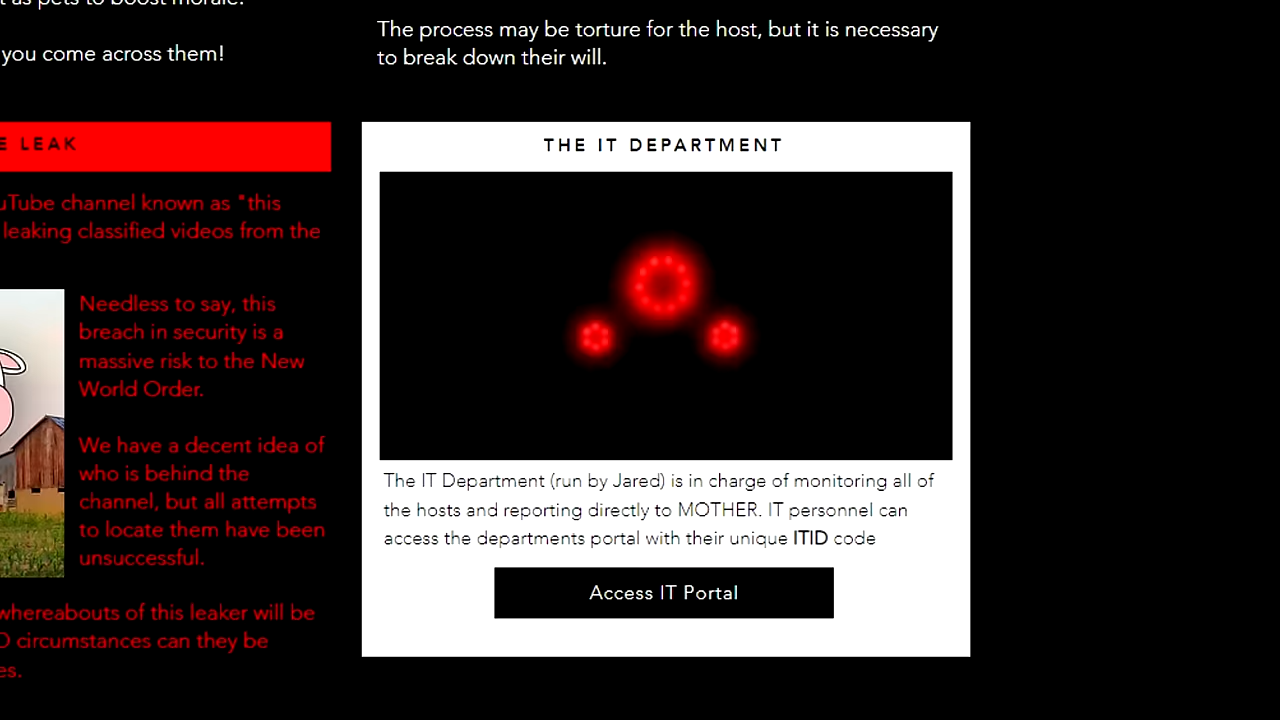 t as pets to boost morale!
you come across them!
The process may be torture for the host, but it is necessary
to break down their will.
E LEAK
uTube channel known as "this
leaking classified videos from the
Needless to say, this
breach in security is a
massive risk to the New
World Order.
We have a decent idea of
who is behind the
channel, but all attempts
to locate them have been
unsuccessful.
whereabouts of this leaker will be
O circumstances can they be
es.
THE IT DEPARTMENT
The IT Department (run by Jared) is in charge of monitoring all of
the hosts and reporting directly to MOTHER. IT personnel can
access the departments portal with their unique ITID code
Access IT Portal